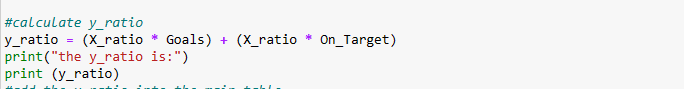 #calculate y_ratio
y_ratio = (X_ratio * Goals) + (X_ratio * On_Target)
print("the y_ratio is:")
print (y_ratio)